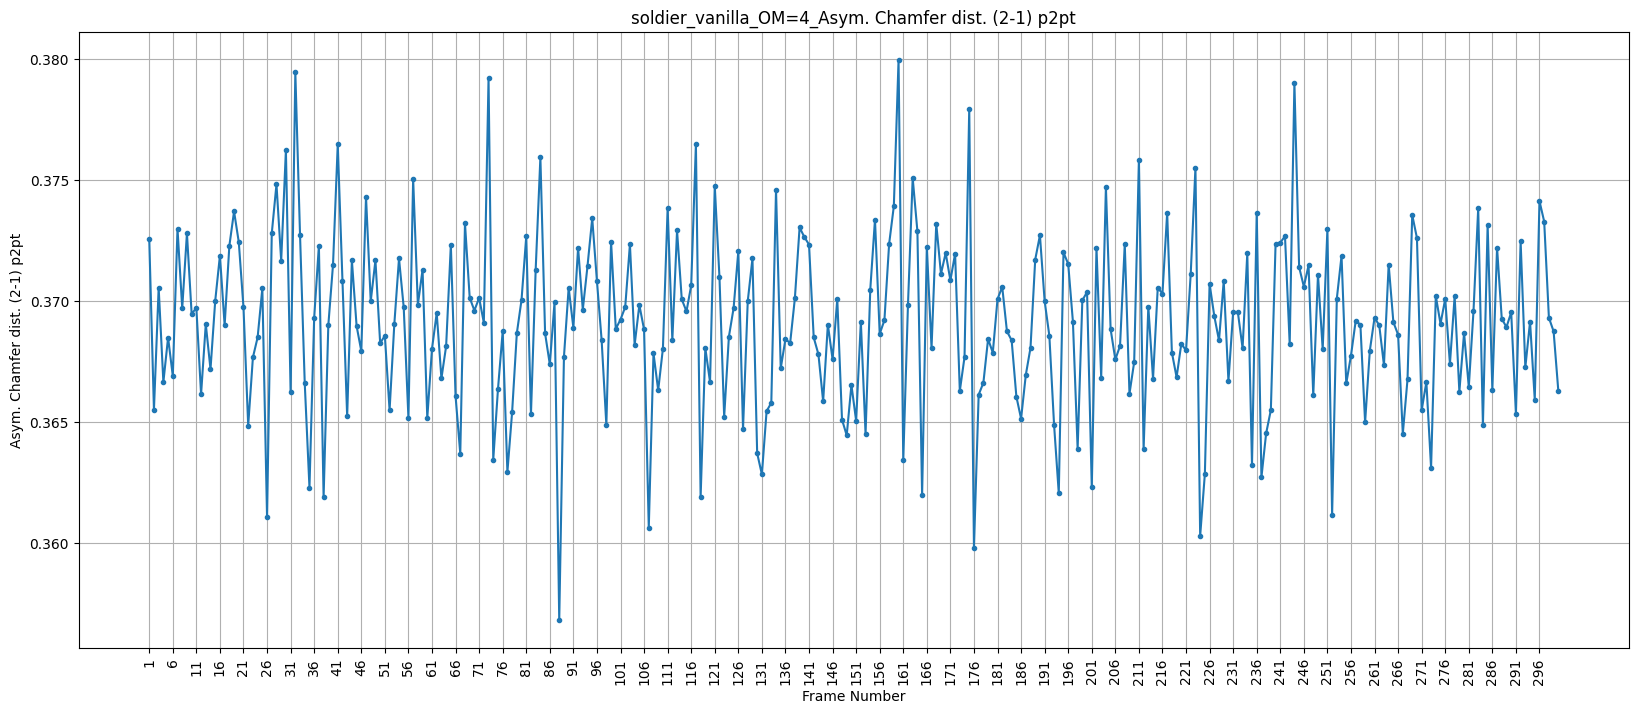 soldier_vanilla_OM=4_Asym. Chamfer dist. (2-1) p2pt
Asym. Chamfer dist. (2-1) p2pt
0.380
0.375
0.370
0.365
0.360
1 6 11 16 21 26 31 36 41 46 51 56 61 66 71 76 81 86 91 96 101 106 111 116 121 126 131 136 141 146 151 156 161 166 171 176 181 186 191 196 201 206 211 216 221 226 231 236 241 246 251 256 261 266 271 276 281 286 291 296
Frame Number